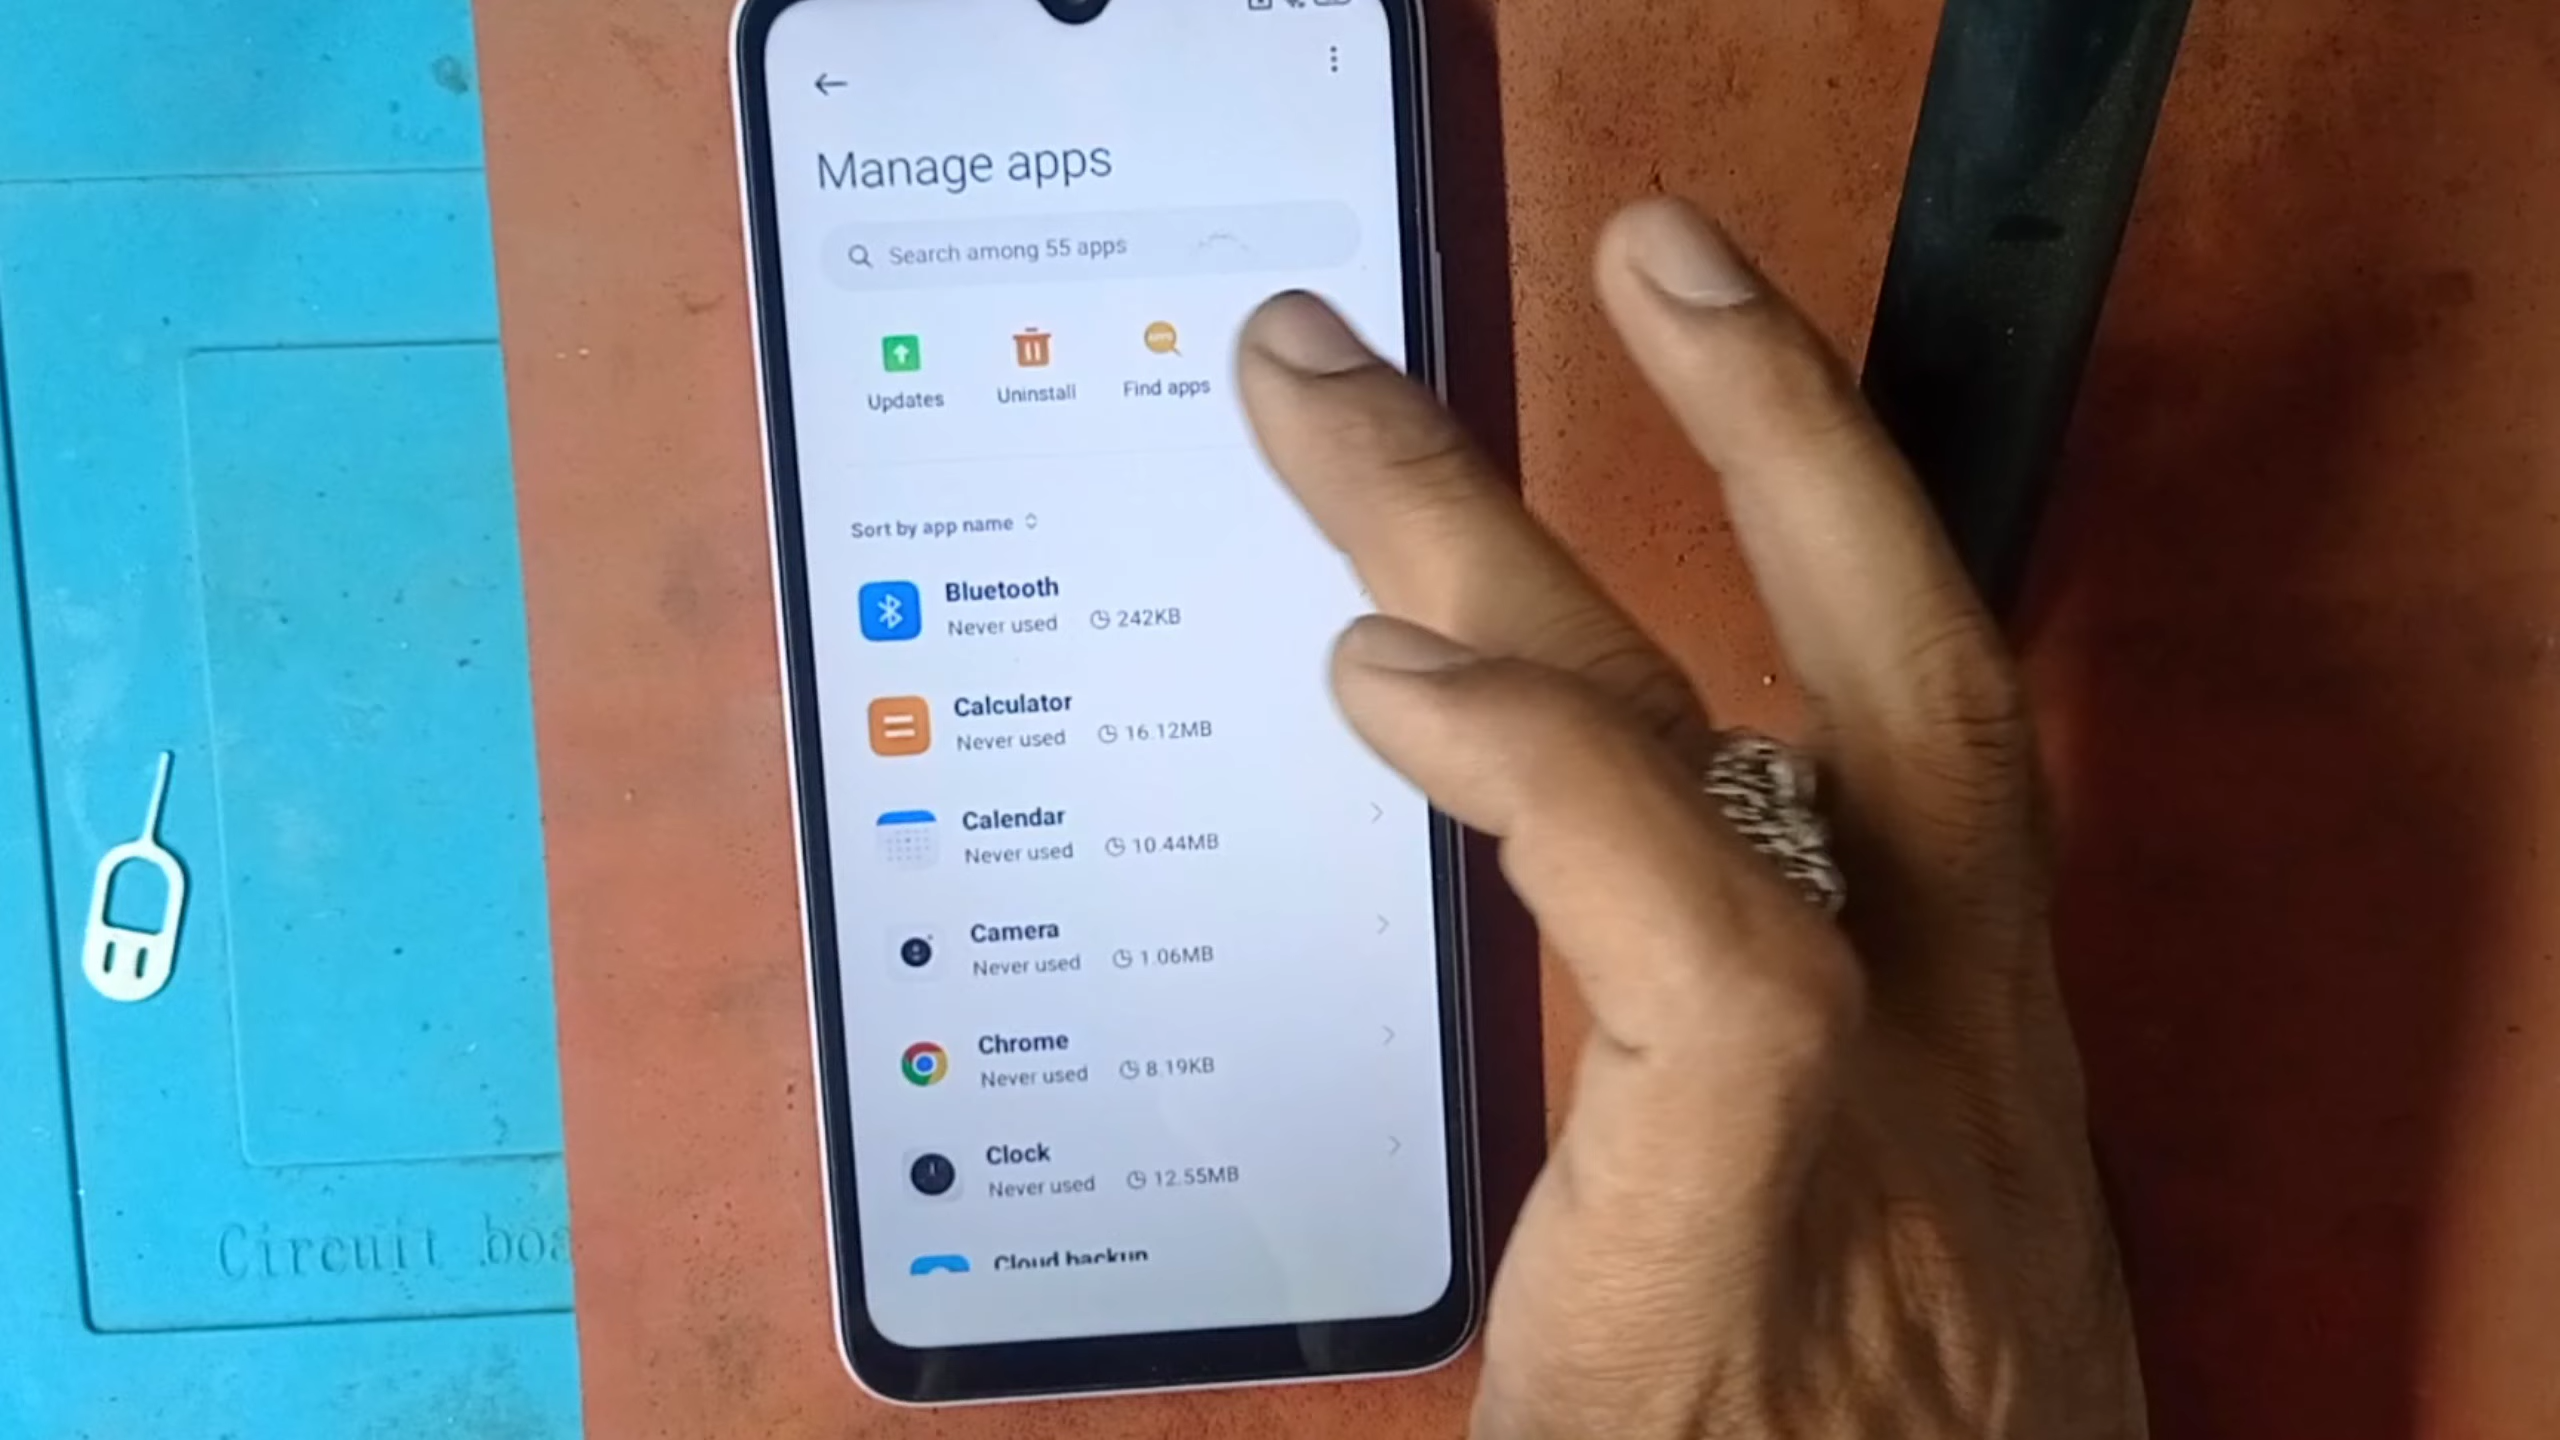 Manage apps
Search among 55 apps
Updates
Uninstall
Find apps
Sort by app name
Bluetooth
Never used 242KB
Calculator
Never used 16.12MB
Calendar
Never used 10.44MB
Camera
Never used 1.06MB
Chrome
Never used 8.19KB
Clock
Never used 12.55MB
Cloud backup
Circuit boa